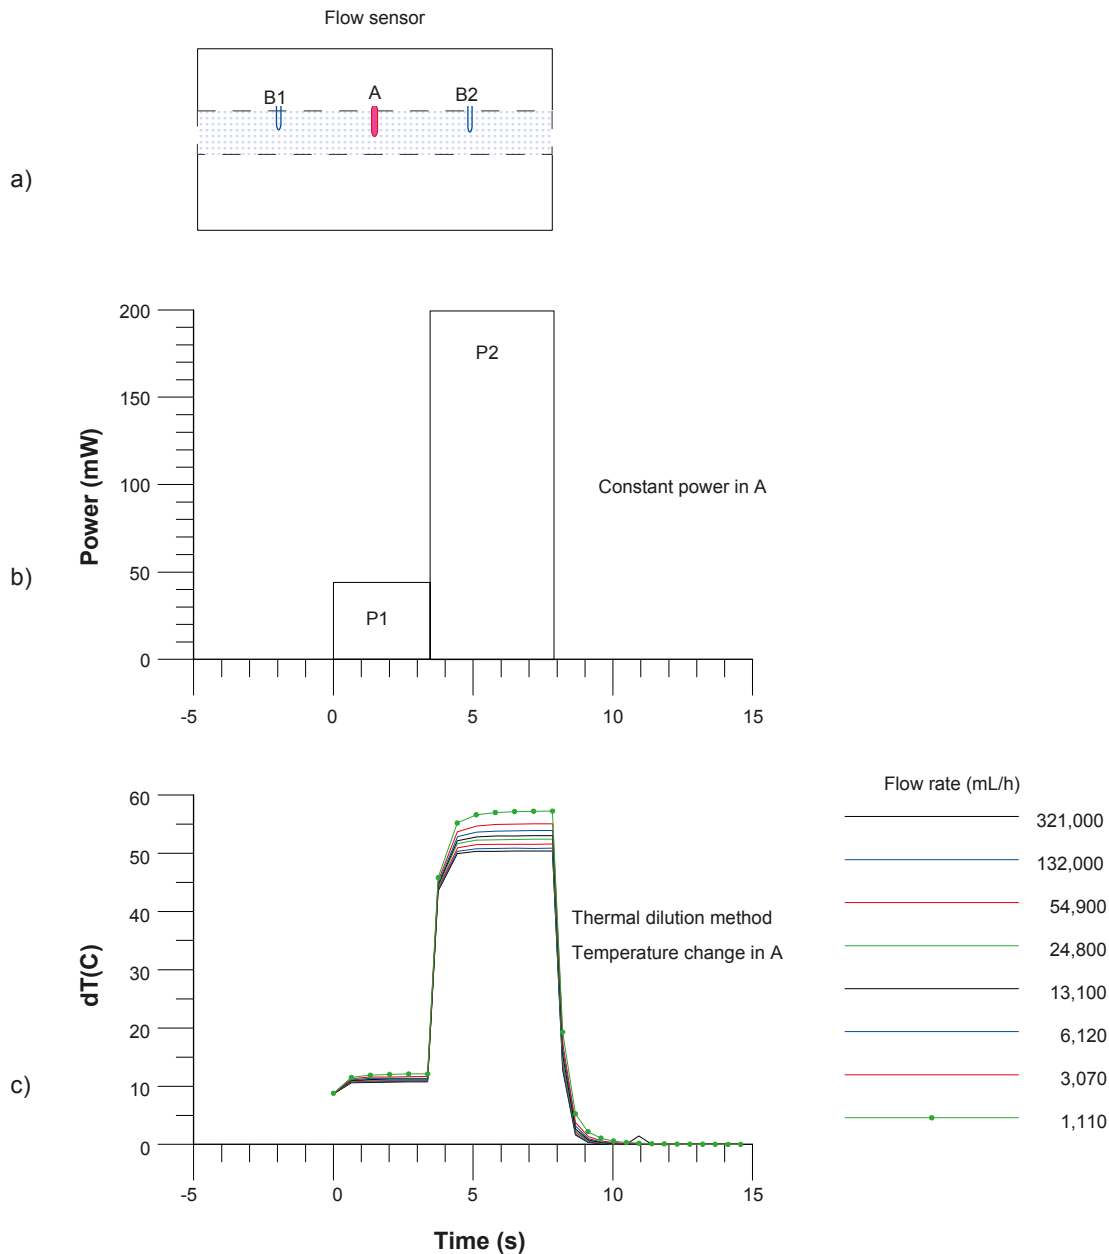 Flow sensor
B1
A
B2
a)
200
150
100
50
0
Power (mW)
P1
P2
Constant power in A
b)
-5
0
5
10
15
60
50
40
30
20
10
0
dT(C)
Thermal dilution method
Temperature change in A
c)
-5
0
5
10
15
Time (s)
Flow rate (mL/h)
321,000
132,000
54,900
24,800
13,100
6,120
3,070
1,110